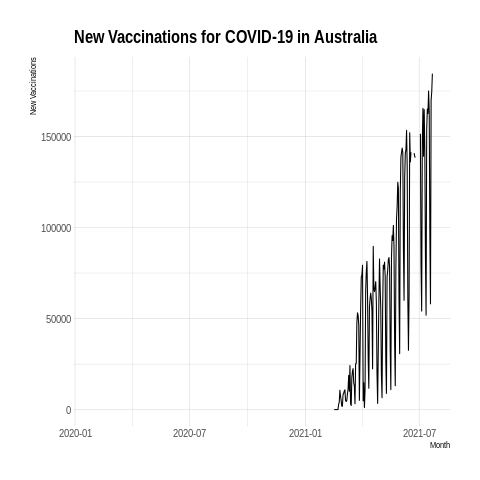 New Vaccinations for COVID-19 in Australia
New Vaccinations
150000
100000
50000
0
2020-01 2020-07 2021-01 2021-07
Month